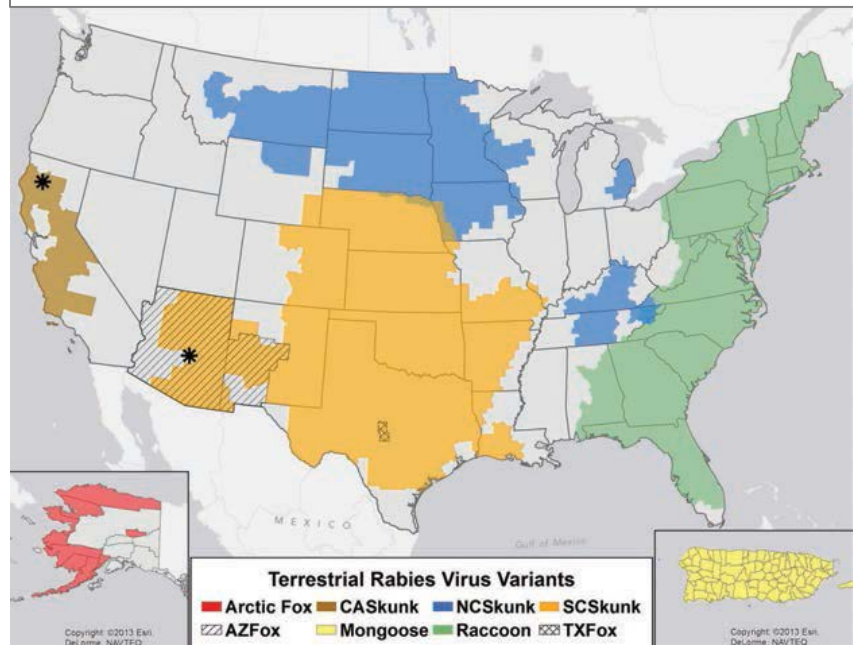 MEXICO
Gulf of Mexico
Terrestrial Rabies Virus Variants
Arctic Fox CASkunk NCSkunk SCSkunk
AZFox Mongoose Raccoon TXFox
Copyright: ©2013 Esri,
DeLorme, NAVTEQ
Copyright: ©2013 Esri,
DeLorme, NAVTEQ